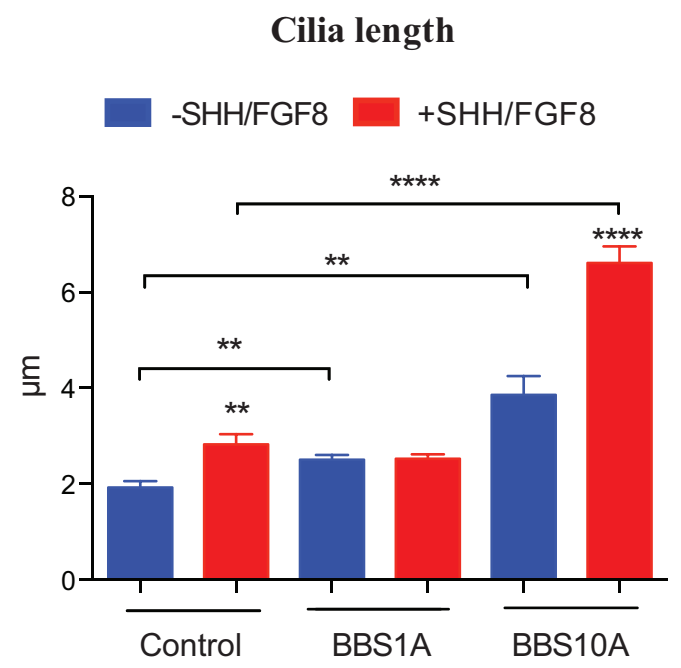 Cilia length
-SHH/FGF8 +SHH/FGF8
8
****
****
6
**
µm
4
**
**
2
0
Control BBS1A BBS10A